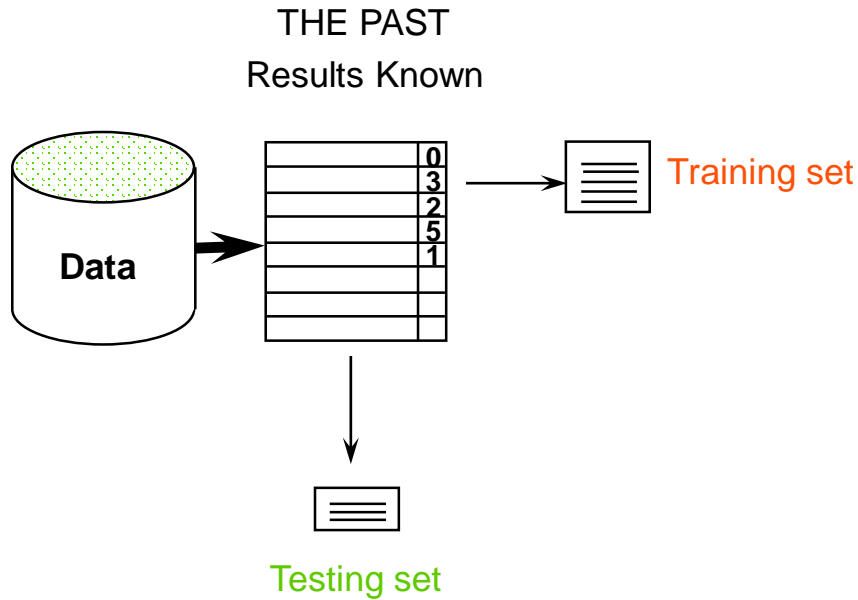 THE PAST
Results Known
0
3
2
5
1
Training set
Data
Testing set